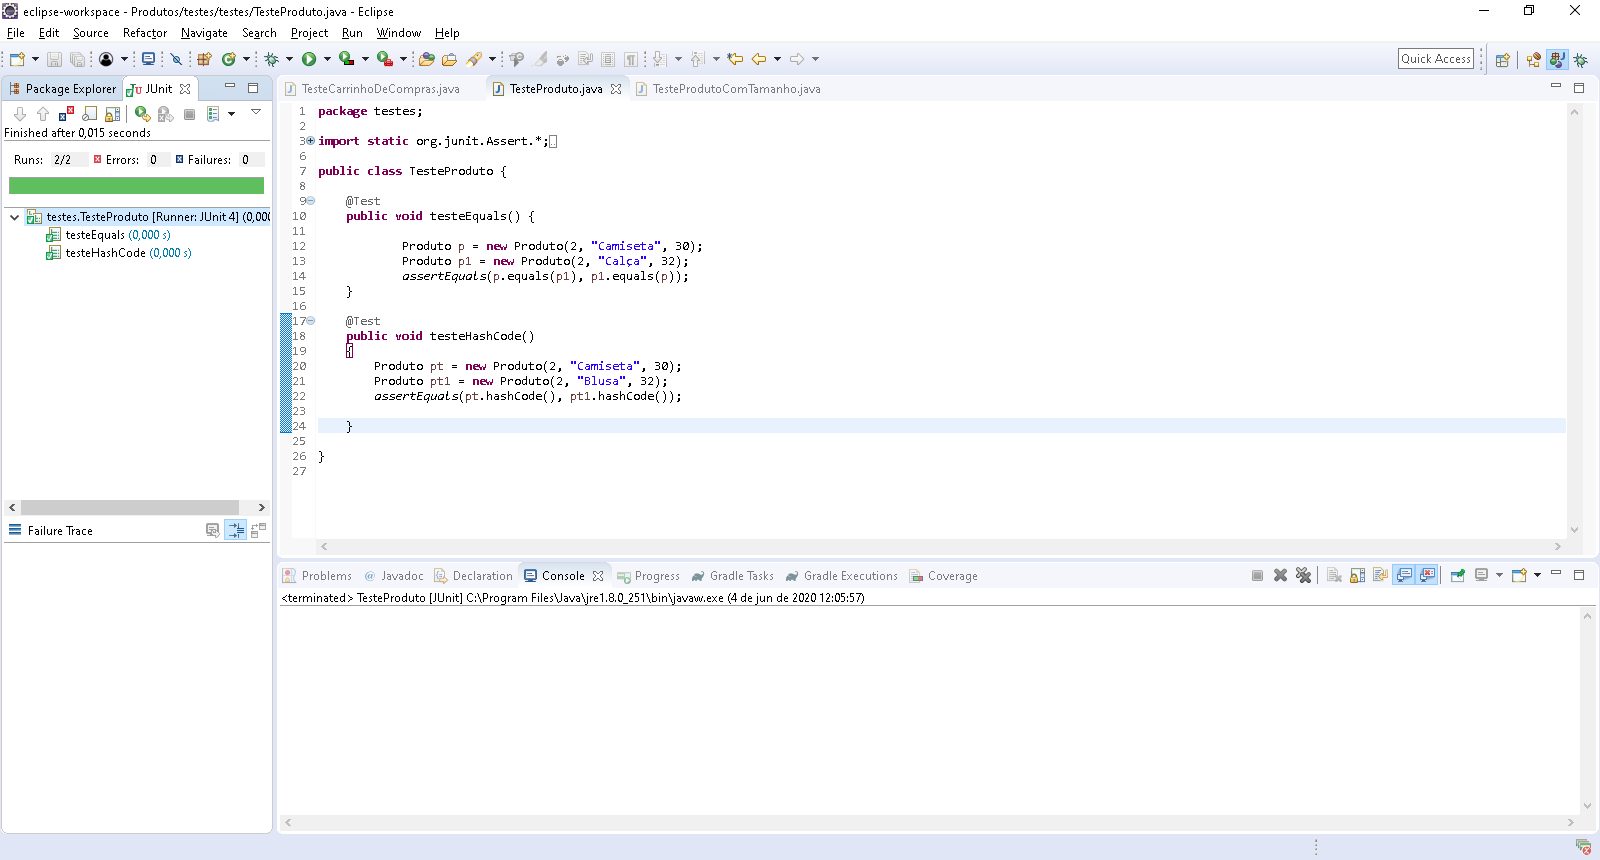 eclipse-workspace - Produtos/testes/testes/TesteProduto.java - Eclipse
File Edit Source Refactor Navigate Search Project Run Window Help
Quick Access
Package Explorer JUnit
Finished after 0,015 seconds
Runs: 2/2 Errors: 0 Failures: 0
testes.TesteProduto [Runner: JUnit 4] (0,000
testeEquals (0,000 s)
testeHashCode (0,000 s)
Failure Trace
TesteCarrinhoDeCompras.java TesteProduto.java TesteProdutoComTamanho.java
1 package testes;
2
3 import static org.junit.Assert.*;
6
7 public class TesteProduto {
8
9 @Test
10 public void testeEquals() {
11
12 Produto p = new Produto(2, "Camiseta", 30);
13 Produto p1 = new Produto(2, "Calça", 32);
14 assertEquals(p.equals(p1), p1.equals(p));
15 }
16
17 @Test
18 public void testeHashCode()
19 {
20 Produto pt = new Produto(2, "Camiseta", 30);
21 Produto pt1 = new Produto(2, "Blusa", 32);
22 assertEquals(pt.hashCode(), pt1.hashCode());
23
24 }
25
26 }
27
Problems Javadoc Declaration Console Progress Gradle Tasks Gradle Executions Coverage
<terminated> TesteProduto [JUnit] C:\Program Files\Java\jre1.8.0_251\bin\javaw.exe (4 de jun de 2020 12:05:57)